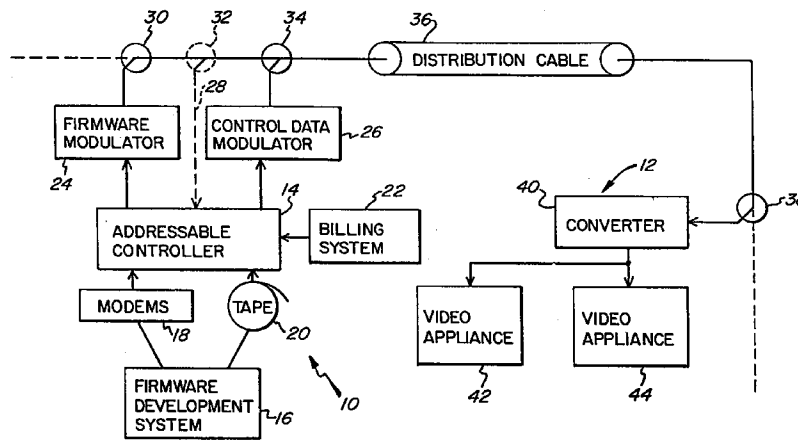 30
32
34
36
DISTRIBUTION CABLE
28
FIRMWARE
MODULATOR
24
CONTROL DATA
MODULATOR
26
14
22
ADDRESSABLE
CONTROLLER
BILLING
SYSTEM
12
40
CONVERTER
MODEMS
18
TAPE
20
VIDEO
APPLIANCE
42
VIDEO
APPLIANCE
44
FIRMWARE
DEVELOPMENT
SYSTEM
16
10